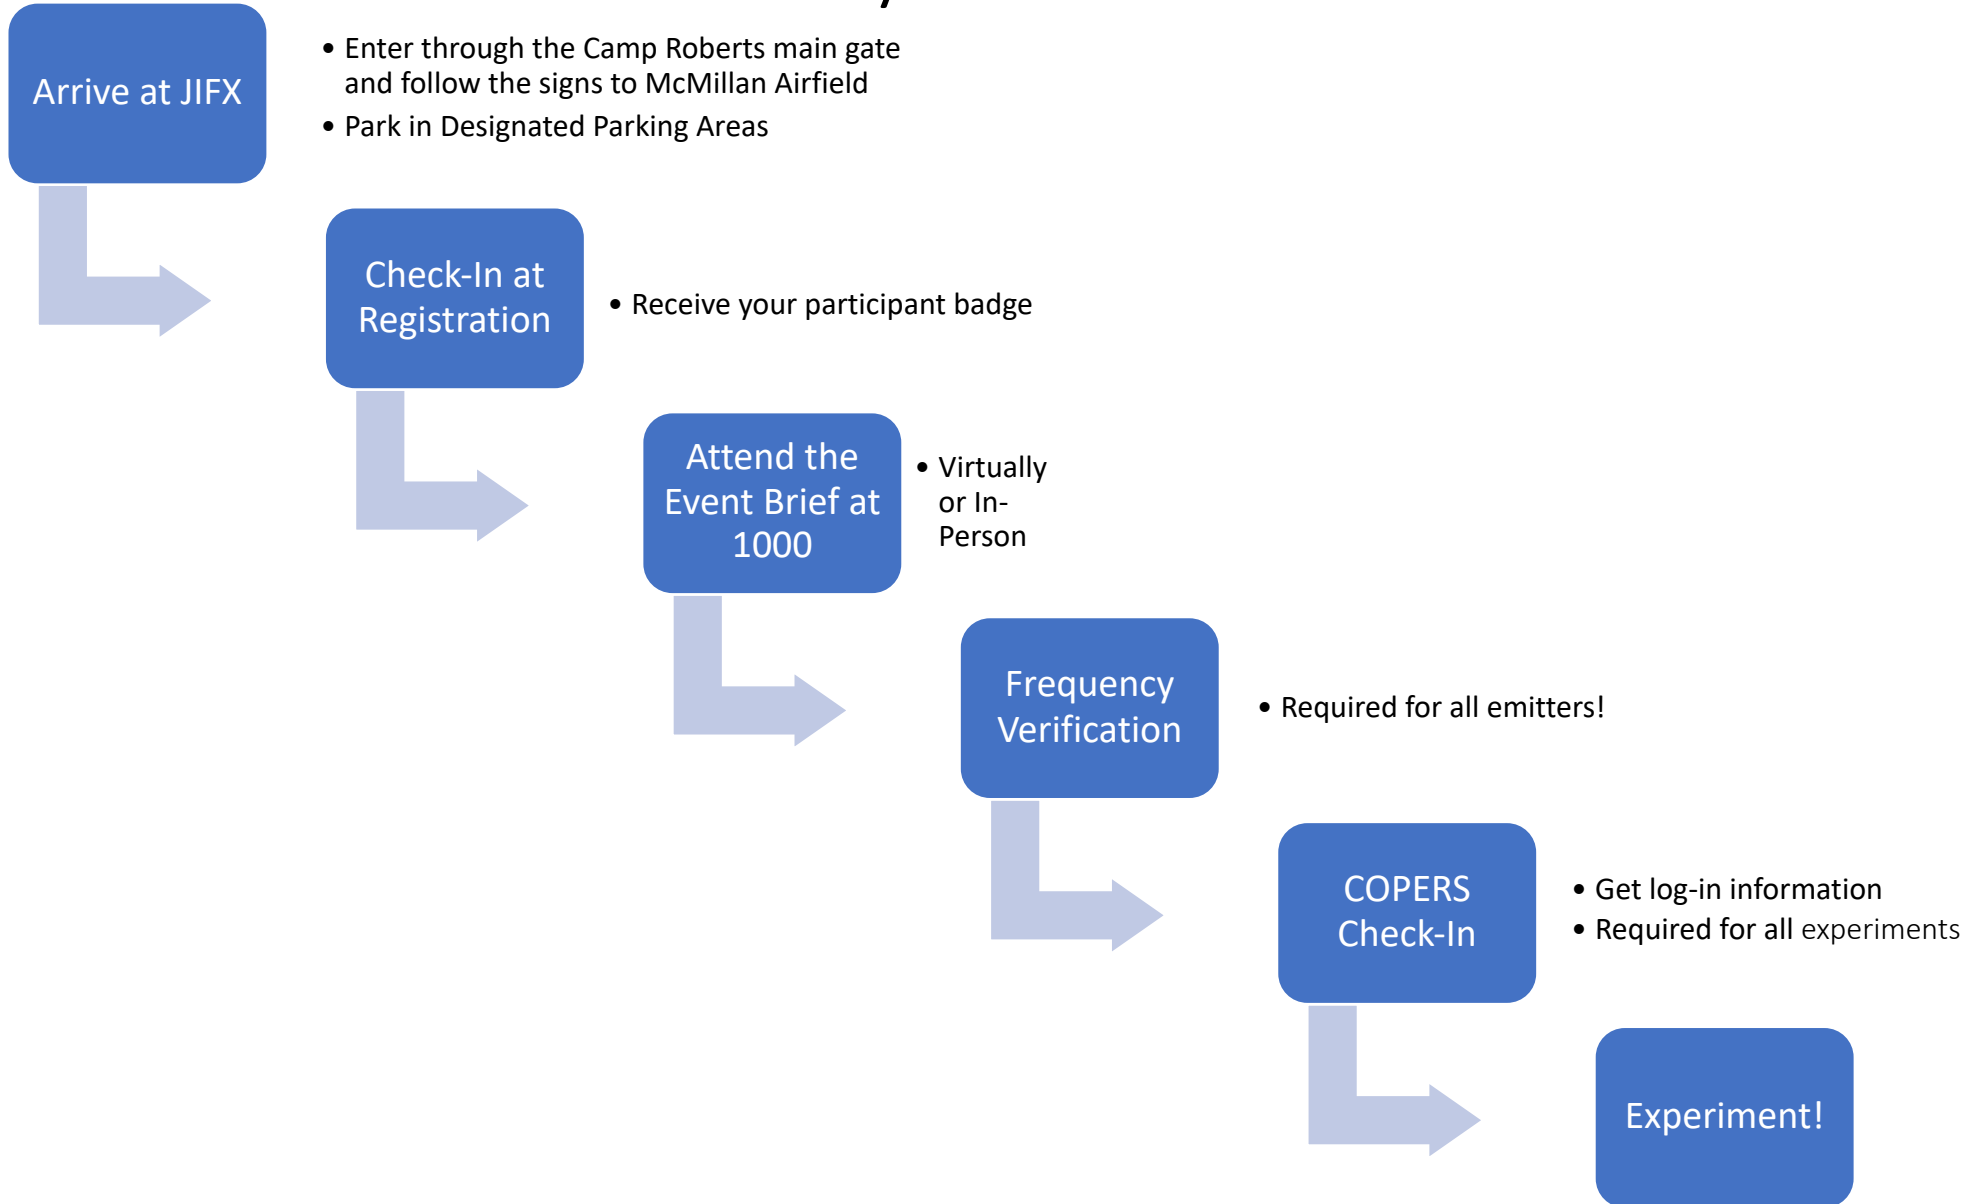 Arrive at JIFX
• Enter through the Camp Roberts main gate
and follow the signs to McMillan Airfield
• Park in Designated Parking Areas
Check-In at
Registration
• Receive your participant badge
Attend the
Event Brief at
1000
• Virtually
or In-
Person
Frequency
Verification
• Required for all emitters!
COPERS
Check-In
• Get log-in information
• Required for all experiments
Experiment!